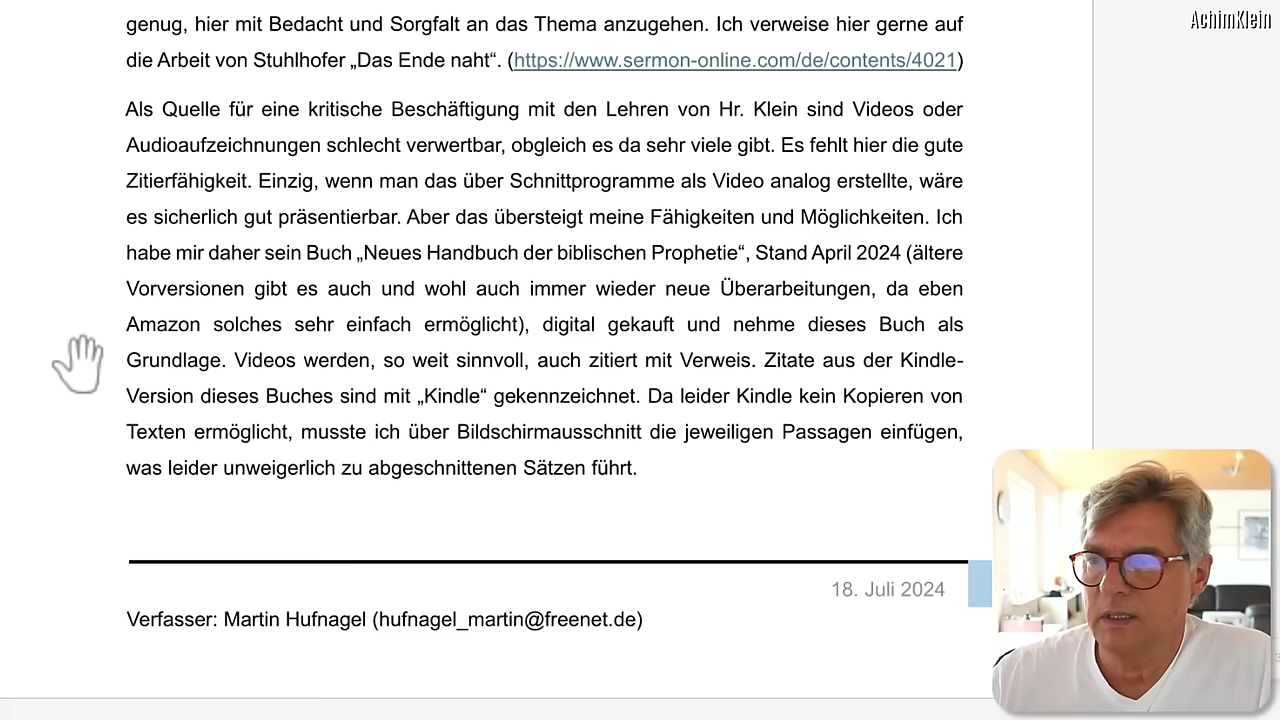 AchimKlein
genug, hier mit Bedacht und Sorgfalt an das Thema anzugehen. Ich verweise hier gerne auf
die Arbeit von Stuhlhofer „Das Ende naht“. (https://www.sermon-online.com/de/contents/4021)
Als Quelle für eine kritische Beschäftigung mit den Lehren von Hr. Klein sind Videos oder
Audioaufzeichnungen schlecht verwertbar, obgleich es da sehr viele gibt. Es fehlt hier die gute
Zitierfähigkeit. Einzig, wenn man das über Schnittprogramme als Video analog erstellte, wäre
es sicherlich gut präsentierbar. Aber das übersteigt meine Fähigkeiten und Möglichkeiten. Ich
habe mir daher sein Buch „Neues Handbuch der biblischen Prophetie“, Stand April 2024 (ältere
Vorversionen gibt es auch und wohl auch immer wieder neue Überarbeitungen, da eben
Amazon solches sehr einfach ermöglicht), digital gekauft und nehme dieses Buch als
Grundlage. Videos werden, so weit sinnvoll, auch zitiert mit Verweis. Zitate aus der Kindle-
Version dieses Buches sind mit „Kindle“ gekennzeichnet. Da leider Kindle kein Kopieren von
Texten ermöglicht, musste ich über Bildschirmausschnitt die jeweiligen Passagen einfügen,
was leider unweigerlich zu abgeschnittenen Sätzen führt.
18. Juli 2024
Verfasser: Martin Hufnagel (hufnagel_martin@freenet.de)